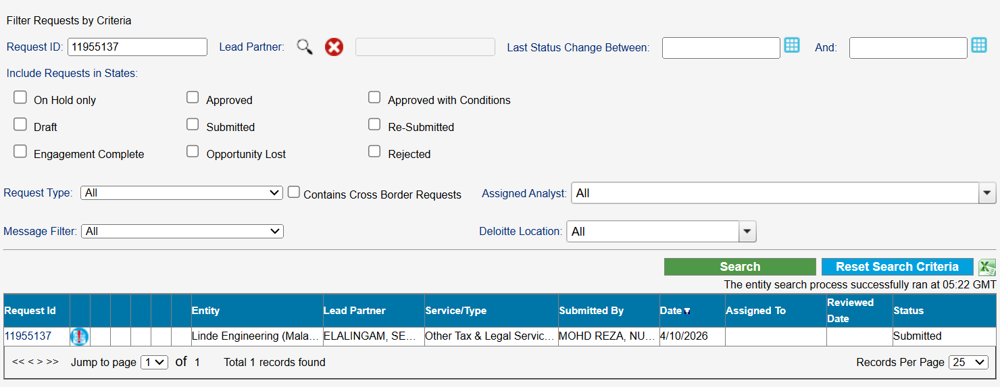 Filter Requests by Criteria
Request ID: 11955137 Lead Partner: Last Status Change Between: And:
Include Requests in States:
On Hold only Approved Approved with Conditions
Draft Submitted Re-Submitted
Engagement Complete Opportunity Lost Rejected
Request Type: All Contains Cross Border Requests Assigned Analyst: All
Message Filter: All Deloitte Location: All
Search Reset Search Criteria
The entity search process successfully ran at 05:22 GMT
Request Id Entity Lead Partner Service/Type Submitted By Date Assigned To Reviewed Date Status
11955137 Linde Engineering (Mala... ELALINGAM, SE... Other Tax & Legal Servic... MOHD REZA, NU... 4/10/2026 Submitted
<< < > >> Jump to page 1 of 1 Total 1 records found Records Per Page 25